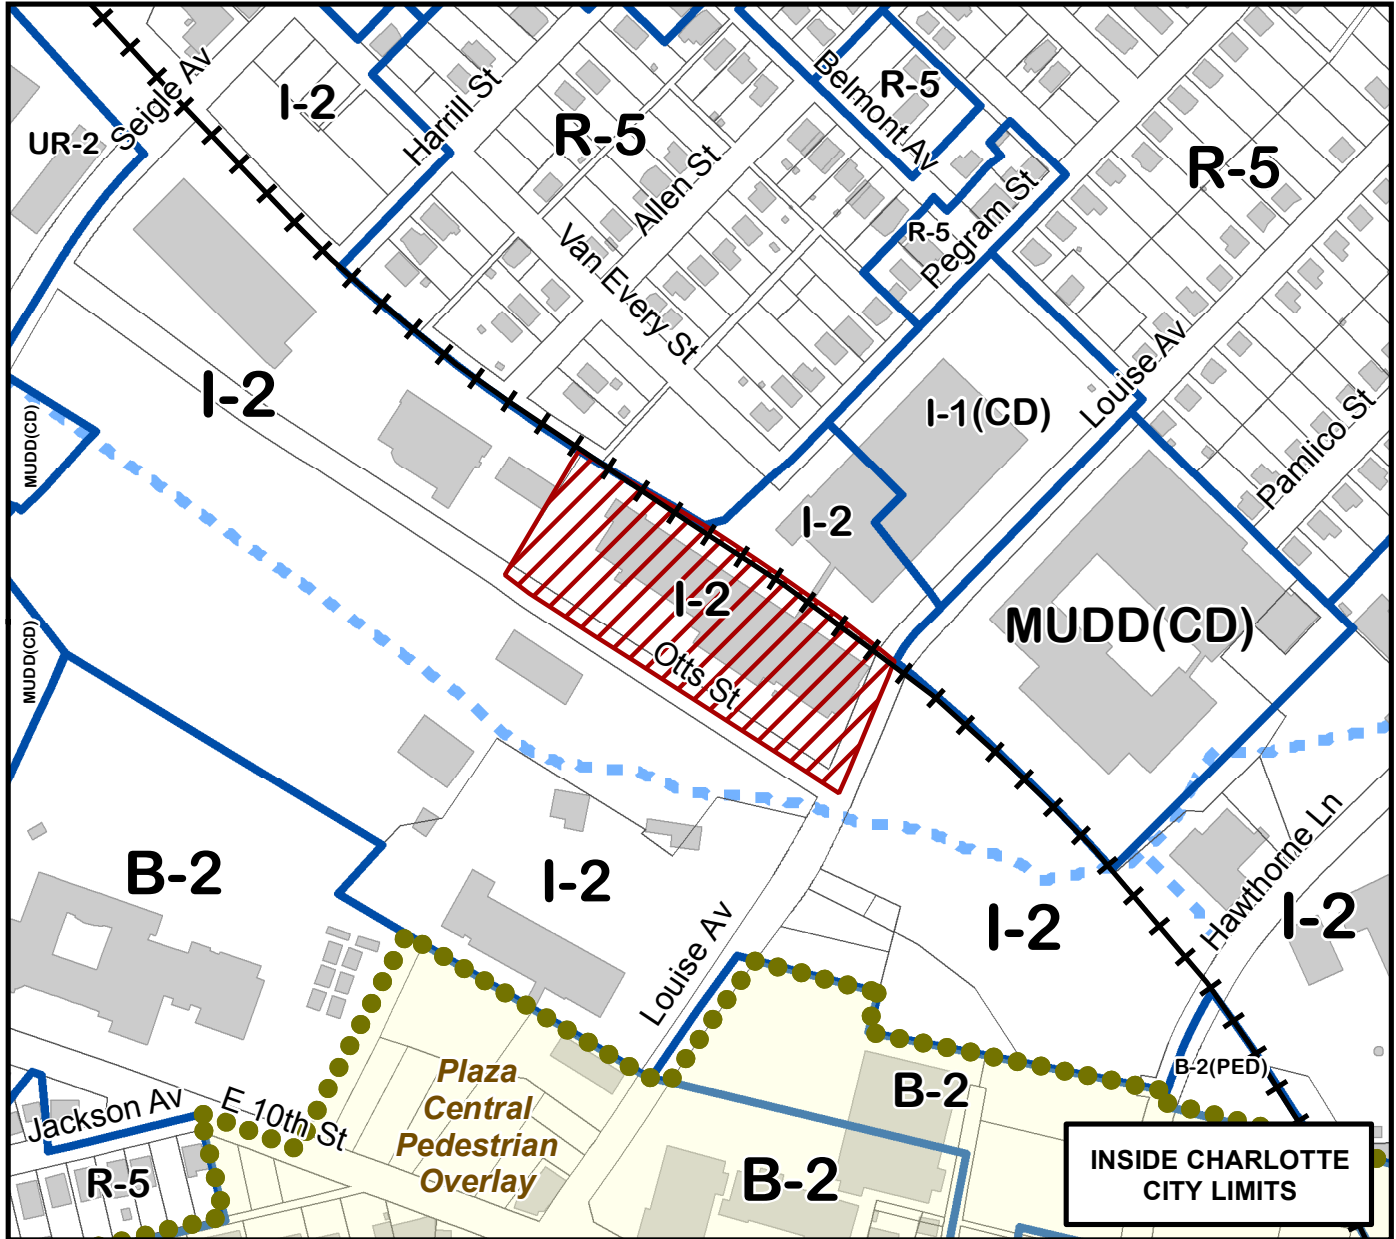 Seigle Av
I-2
UR-2
Harrill St
R-5
Belmont Av
R-5
Allen St
R-5
Pegram St
R-5
Van Every St
I-2
I-1(CD)
Louise Av
Pamlico St
MUDD(CD)
I-2
I-2
MUDD(CD)
MUDD(CD)
Otts St
B-2
I-2
I-2
Hawthorne Ln
I-2
Louise Av
B-2(PED)
Plaza
Central
Pedestrian
Overlay
B-2
Jackson Av
E 10th St
R-5
B-2
INSIDE CHARLOTTE
CITY LIMITS